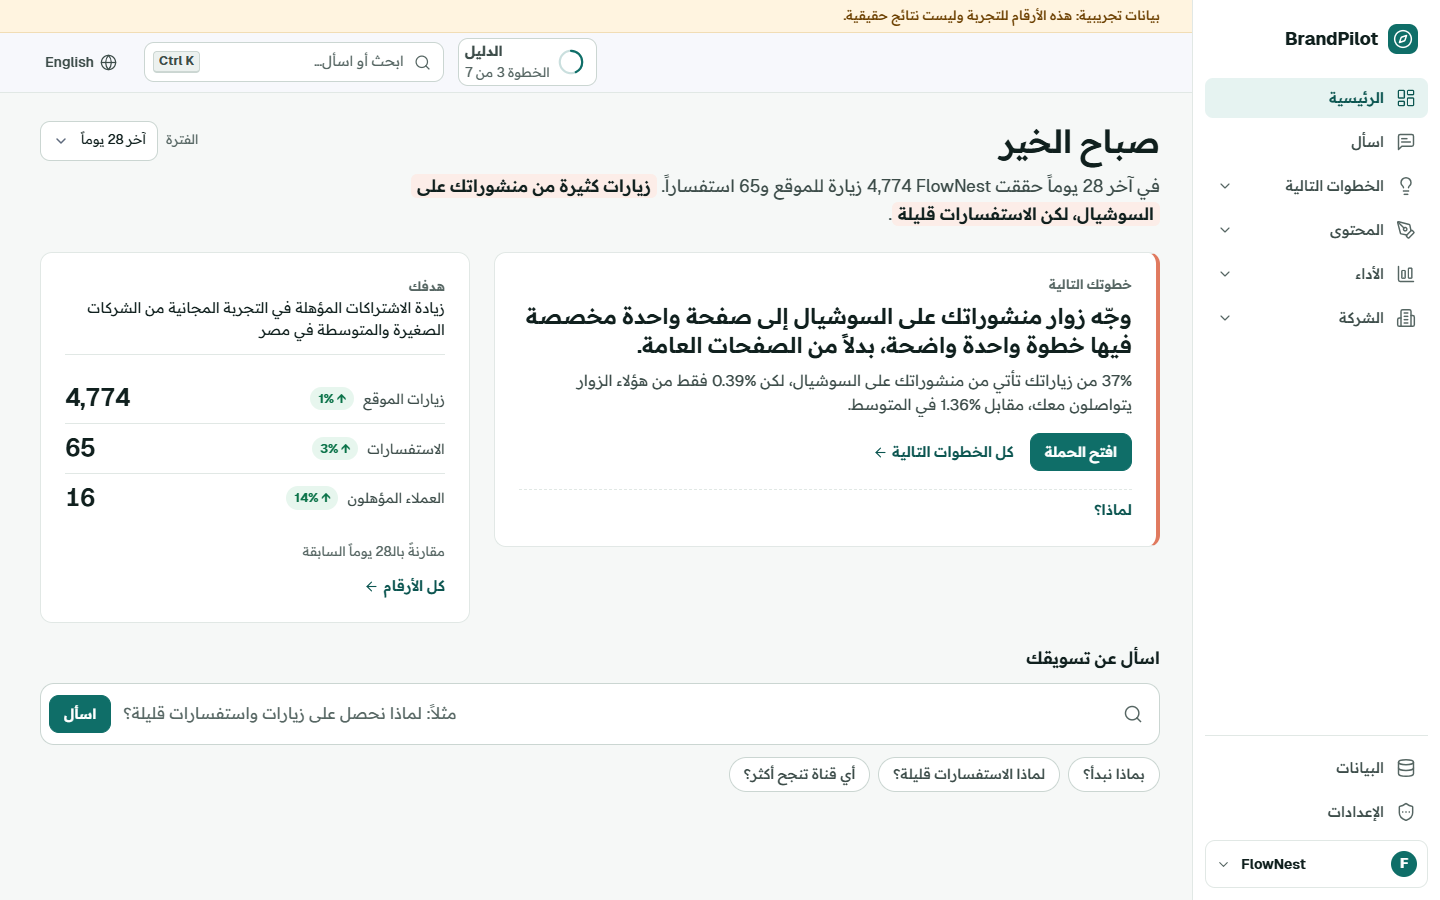 بيانات تجريبية: هذه الأرقام للتجربة وليست نتائج حقيقية.
BrandPilot
الرئيسية
اسأل
الخطوات التالية
المحتوى
الأداء
الشركة
البيانات
الإعدادات
F
FlowNest
الدليل
الخطوة 3 من 7
ابحث أو اسأل...
Ctrl K
English
صباح الخير
الفترة
آخر 28 يوماً
في آخر 28 يوماً حققت FlowNest 4,774 زيارة للموقع و65 استفساراً. زيارات كثيرة من منشوراتك على
السوشيال، لكن الاستفسارات قليلة.
خطوتك التالية
وجّه زوار منشوراتك على السوشيال إلى صفحة واحدة مخصصة
فيها خطوة واحدة واضحة، بدلاً من الصفحات العامة.
37% من زياراتك تأتي من منشوراتك على السوشيال، لكن 0.39% فقط من هؤلاء الزوار
يتواصلون معك، مقابل 1.36% في المتوسط.
افتح الحملة
كل الخطوات التالية ←
لماذا؟
هدفك
زيادة الاشتراكات المؤهلة في التجربة المجانية من الشركات
الصغيرة والمتوسطة في مصر
زيارات الموقع ↑ 1% 4,774
الاستفسارات ↑ 3% 65
العملاء المؤهلون ↑ 14% 16
مقارنةً بالـ28 يوماً السابقة
كل الأرقام ←
اسأل عن تسويقك
مثلاً: لماذا نحصل على زيارات واستفسارات قليلة؟
اسأل
بماذا نبدأ؟
لماذا الاستفسارات قليلة؟
أي قناة تنجح أكثر؟